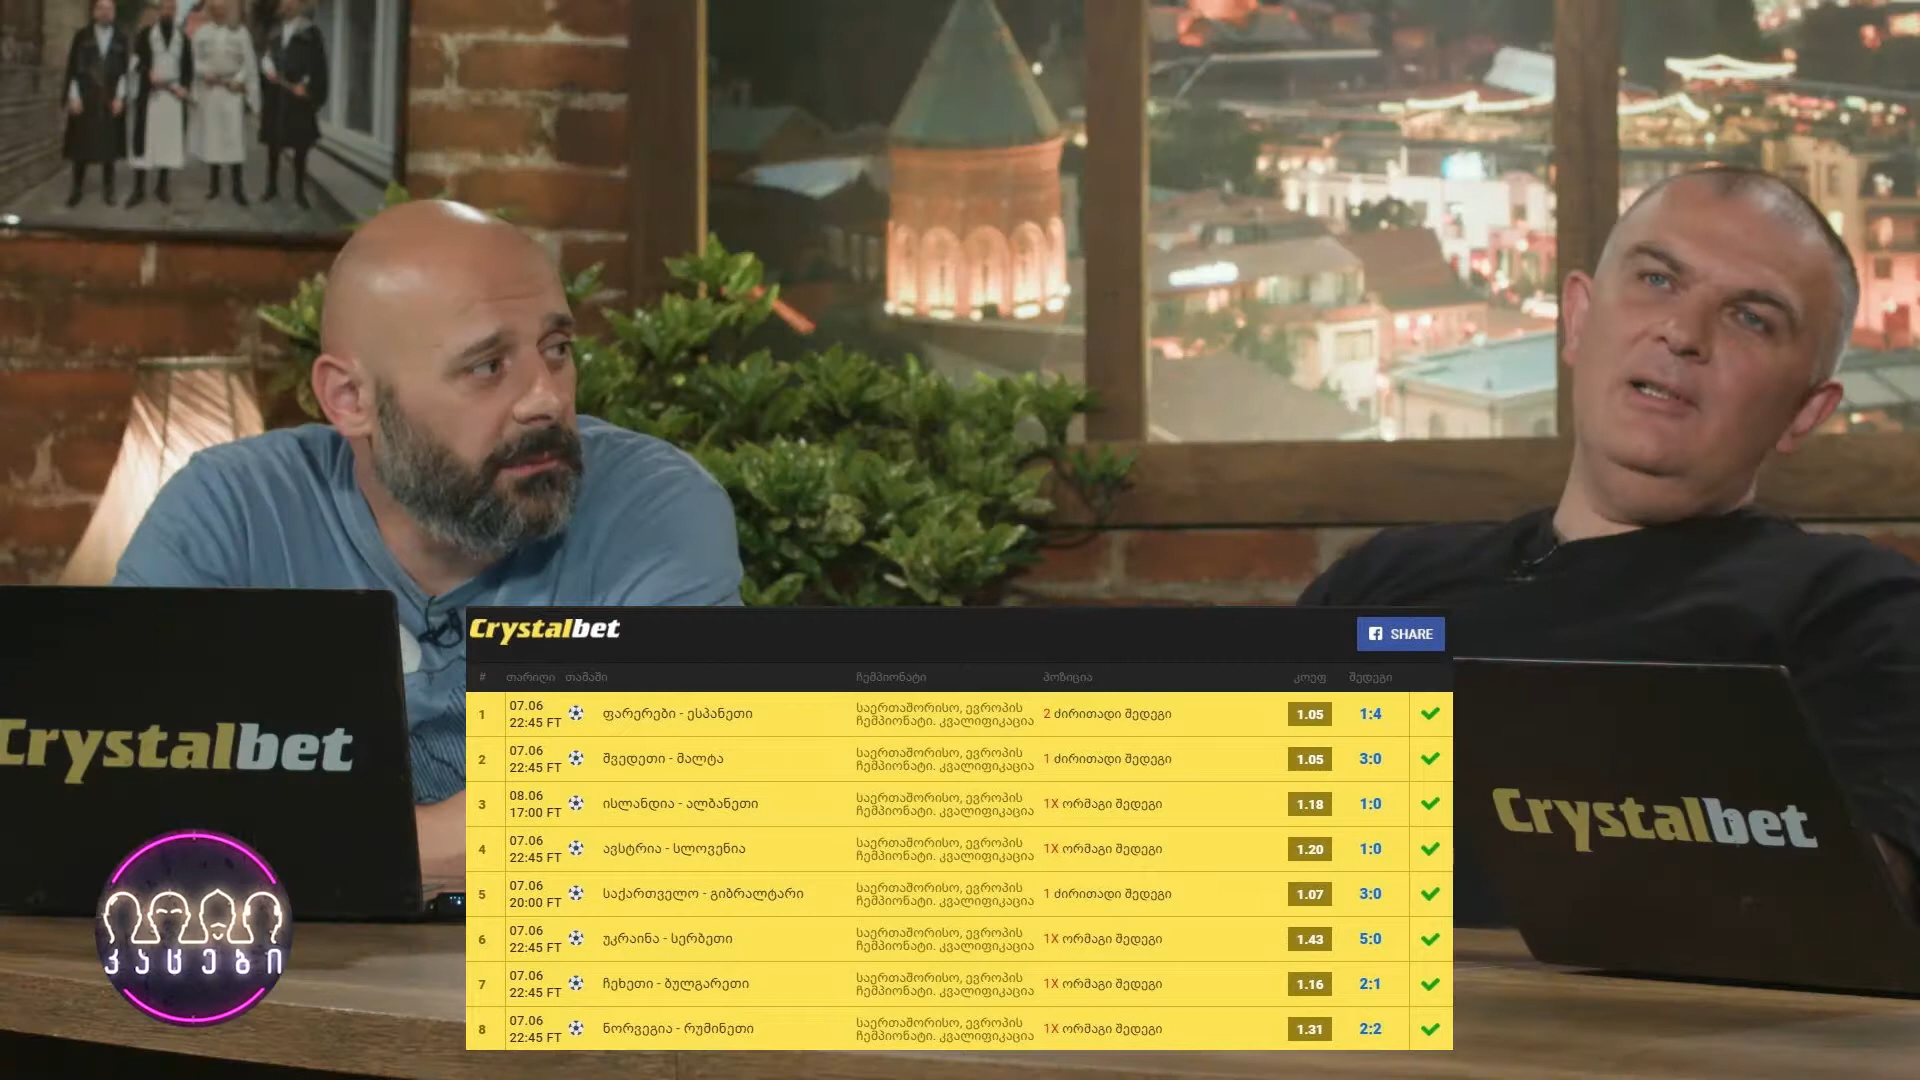 Crystalbet
SHARE
# თარიღი თამაში ჩემპიონატი პოზიცია კოეფ შედეგი
1 07.06 22:45 FT ფარერები - ესპანეთი საერთაშორისო, ევროპის ჩემპიონატი. კვალიფიკაცია 2 ძირითადი შედეგი 1.05 1:4
2 07.06 22:45 FT შვედეთი - მალტა საერთაშორისო, ევროპის ჩემპიონატი. კვალიფიკაცია 1 ძირითადი შედეგი 1.05 3:0
3 08.06 17:00 FT ისლანდია - ალბანეთი საერთაშორისო, ევროპის ჩემპიონატი. კვალიფიკაცია 1X ორმაგი შედეგი 1.18 1:0
4 07.06 22:45 FT ავსტრია - სლოვენია საერთაშორისო, ევროპის ჩემპიონატი. კვალიფიკაცია 1X ორმაგი შედეგი 1.20 1:0
5 07.06 20:00 FT საქართველო - გიბრალტარი საერთაშორისო, ევროპის ჩემპიონატი. კვალიფიკაცია 1 ძირითადი შედეგი 1.07 3:0
6 07.06 22:45 FT უკრაინა - სერბეთი საერთაშორისო, ევროპის ჩემპიონატი. კვალიფიკაცია 1X ორმაგი შედეგი 1.43 5:0
7 07.06 22:45 FT ჩეხეთი - ბულგარეთი საერთაშორისო, ევროპის ჩემპიონატი. კვალიფიკაცია 1X ორმაგი შედეგი 1.16 2:1
8 07.06 22:45 FT ნორვეგია - რუმინეთი საერთაშორისო, ევროპის ჩემპიონატი. კვალიფიკაცია 1X ორმაგი შედეგი 1.31 2:2
Crystalbet
Crystalbet
კაცები